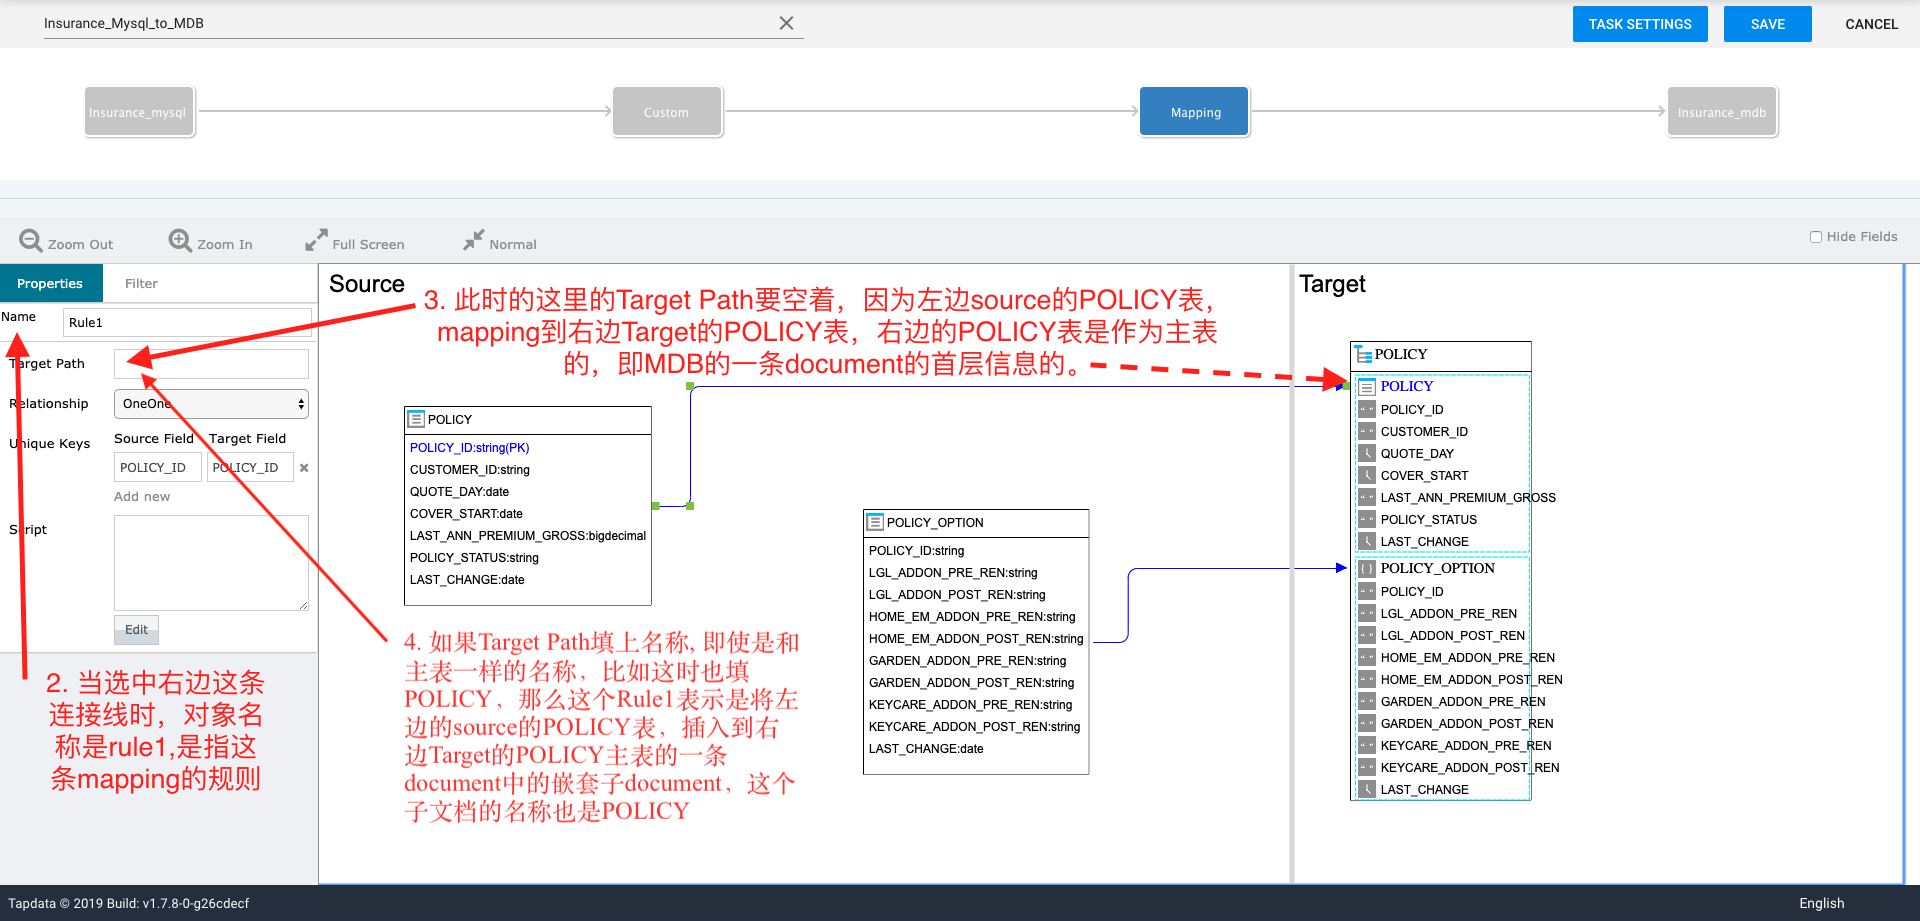 Insurance_Mysql_to_MDB
TASK SETTINGS
SAVE
CANCEL
Insurance_mysql
Custom
Mapping
Insurance_mdb
Zoom Out
Zoom In
Full Screen
Normal
Hide Fields
Properties
Filter
Name
Rule1
Target Path
Relationship
OneOne
Unique Keys
Source Field
Target Field
POLICY_ID
POLICY_ID
Add new
Script
Edit
2. 当选中右边这条
连接线时，对象名
称是rule1,是指这
条mapping的规则
Source
3. 此时的这里的Target Path要空着，因为左边source的POLICY表，
mapping到右边Target的POLICY表，右边的POLICY表是作为主表
的，即MDB的一条document的首层信息的。
POLICY
POLICY_ID:string(PK)
CUSTOMER_ID:string
QUOTE_DAY:date
COVER_START:date
LAST_ANN_PREMIUM_GROSS:bigdecimal
POLICY_STATUS:string
LAST_CHANGE:date
4. 如果Target Path填上名称, 即使是和
主表一样的名称，比如这时也填
POLICY，那么这个Rule1表示是将左
边的source的POLICY表，插入到右
边Target的POLICY主表的一条
document中的嵌套子document，这个
子文档的名称也是POLICY
POLICY_OPTION
POLICY_ID:string
LGL_ADDON_PRE_REN:string
LGL_ADDON_POST_REN:string
HOME_EM_ADDON_PRE_REN:string
HOME_EM_ADDON_POST_REN:string
GARDEN_ADDON_PRE_REN:string
GARDEN_ADDON_POST_REN:string
KEYCARE_ADDON_PRE_REN:string
KEYCARE_ADDON_POST_REN:string
LAST_CHANGE:date
Target
POLICY
POLICY
POLICY_ID
CUSTOMER_ID
QUOTE_DAY
COVER_START
LAST_ANN_PREMIUM_GROSS
POLICY_STATUS
LAST_CHANGE
POLICY_OPTION
POLICY_ID
LGL_ADDON_PRE_REN
LGL_ADDON_POST_REN
HOME_EM_ADDON_PRE_REN
HOME_EM_ADDON_POST_REN
GARDEN_ADDON_PRE_REN
GARDEN_ADDON_POST_REN
KEYCARE_ADDON_PRE_REN
KEYCARE_ADDON_POST_REN
LAST_CHANGE
Tapdata © 2019 Build: v1.7.8-0-g26cdecf
English